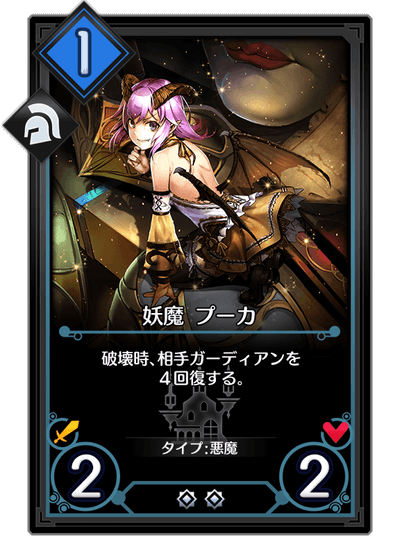 1
妖魔 プーカ
破壊時、相手ガーディアンを
4回復する。
タイプ:悪魔
2
2